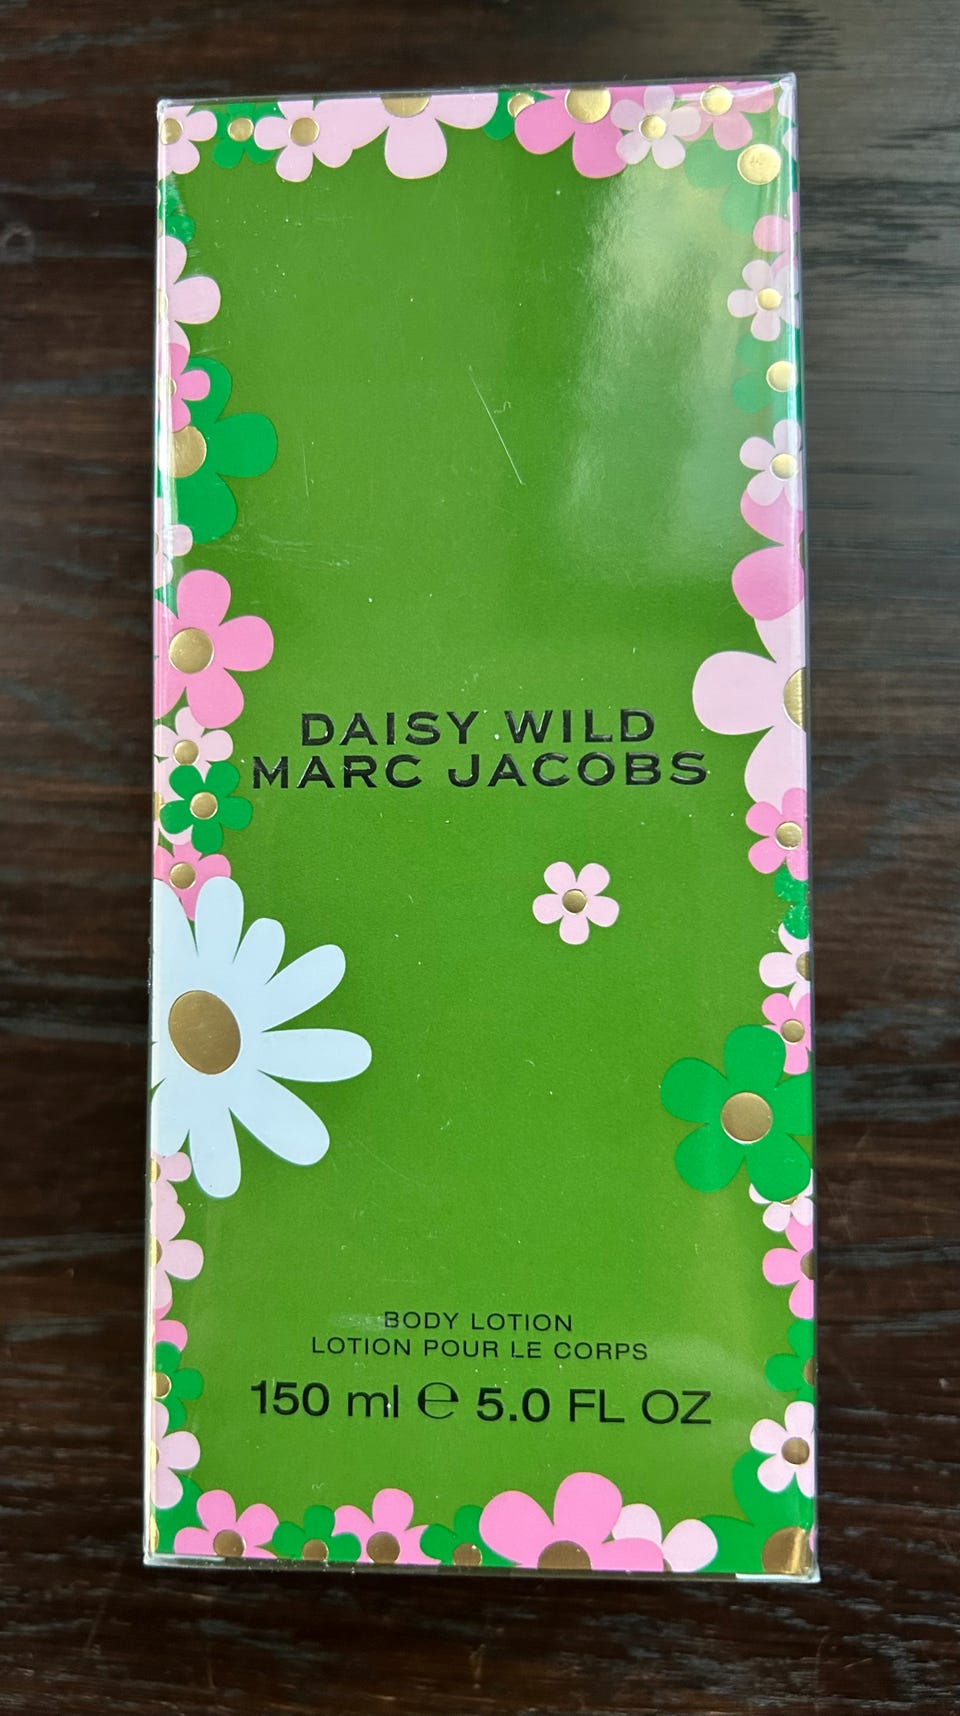 DAISY WILD
MARC JACOBS
BODY LOTION
LOTION POUR LE CORPS
150 ml ℮ 5.0 FL OZ